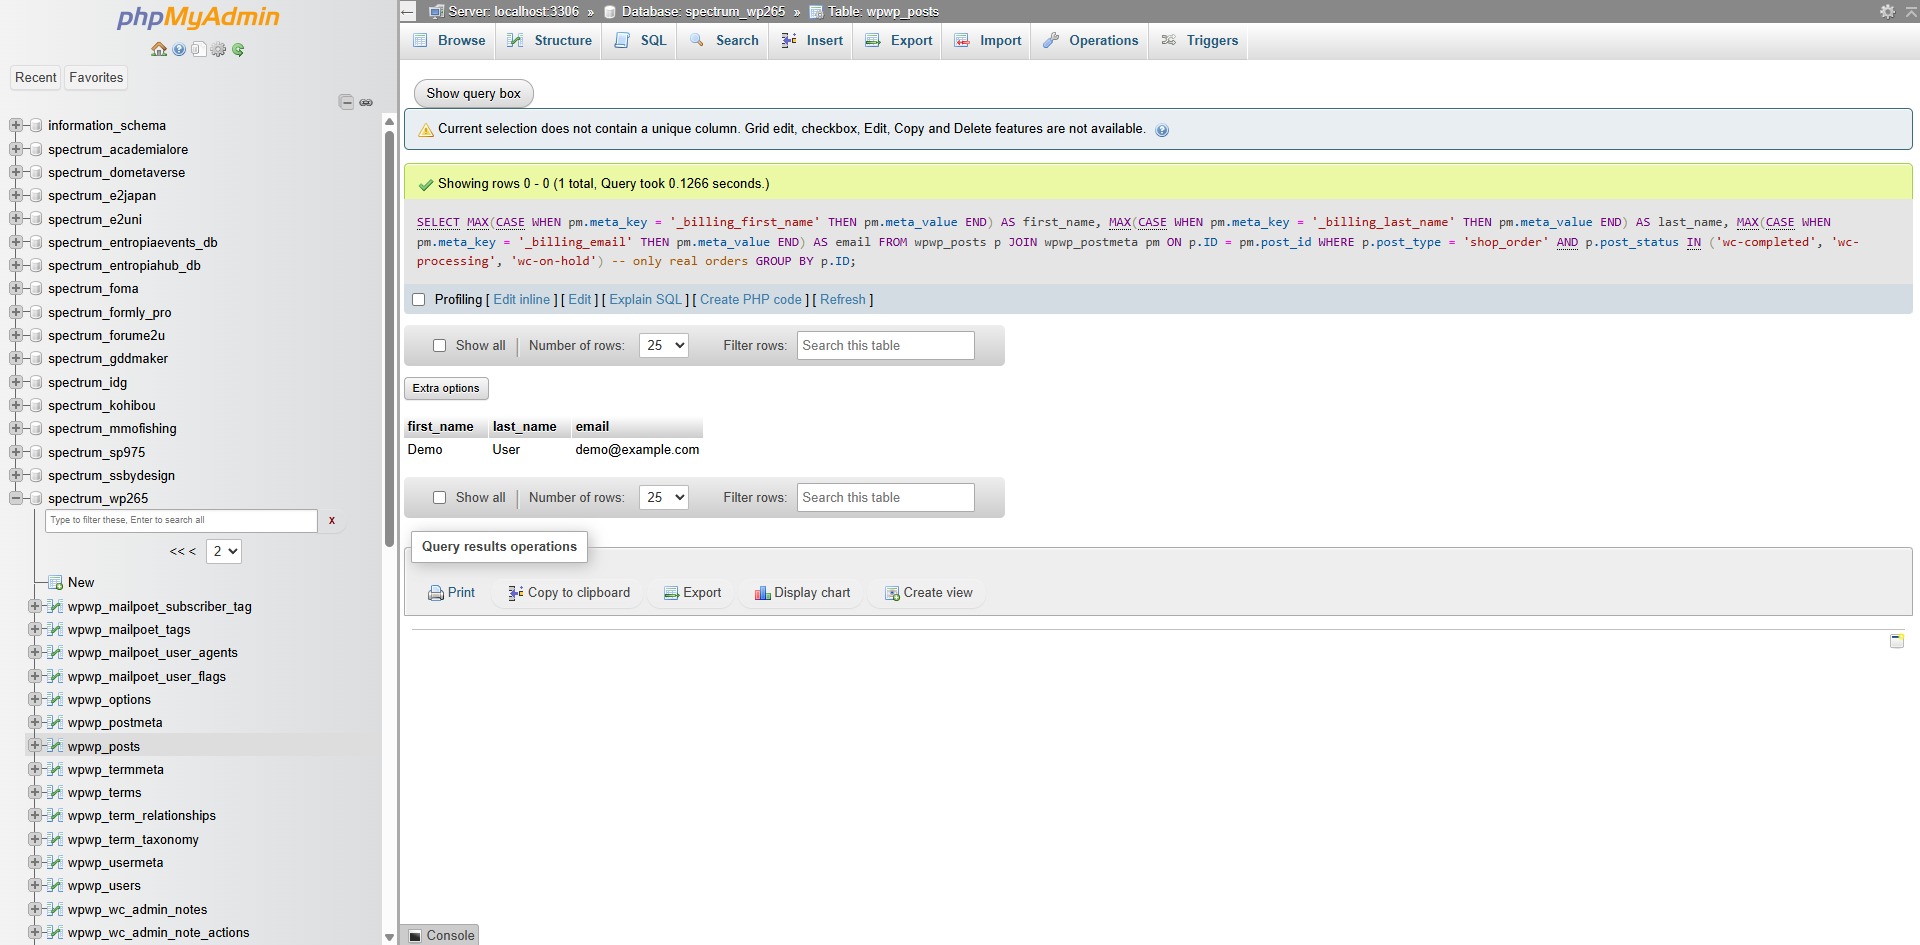 phpMyAdmin
Recent Favorites
information_schema
spectrum_academialore
spectrum_dometaverse
spectrum_e2japan
spectrum_e2uni
spectrum_entropiaevents_db
spectrum_entropiahub_db
spectrum_foma
spectrum_formly_pro
spectrum_forume2u
spectrum_gddmaker
spectrum_idg
spectrum_kohibou
spectrum_mmofishing
spectrum_sp975
spectrum_ssbydesign
spectrum_wp265
Type to filter these, Enter to search all X
<< < 2
New
wpwp_mailpoet_subscriber_tag
wpwp_mailpoet_tags
wpwp_mailpoet_user_agents
wpwp_mailpoet_user_flags
wpwp_options
wpwp_postmeta
wpwp_posts
wpwp_termmeta
wpwp_terms
wpwp_term_relationships
wpwp_term_taxonomy
wpwp_usermeta
wpwp_users
wpwp_wc_admin_notes
wpwp_wc_admin_note_actions
Server: localhost:3306 » Database: spectrum_wp265 » Table: wpwp_posts
Browse Structure SQL Search Insert Export Import Operations Triggers
Show query box
Current selection does not contain a unique column. Grid edit, checkbox, Edit, Copy and Delete features are not available.
Showing rows 0 - 0 (1 total, Query took 0.1266 seconds.)
SELECT MAX(CASE WHEN pm.meta_key = '_billing_first_name' THEN pm.meta_value END) AS first_name, MAX(CASE WHEN pm.meta_key = '_billing_last_name' THEN pm.meta_value END) AS last_name, MAX(CASE WHEN
pm.meta_key = '_billing_email' THEN pm.meta_value END) AS email FROM wpwp_posts p JOIN wpwp_postmeta pm ON p.ID = pm.post_id WHERE p.post_type = 'shop_order' AND p.post_status IN ('wc-completed', 'wc-
processing', 'wc-on-hold') -- only real orders GROUP BY p.ID;
Profiling [ Edit inline ] [ Edit ] [ Explain SQL ] [ Create PHP code ] [ Refresh ]
Show all | Number of rows: 25 Filter rows: Search this table
Extra options
first_name last_name email
Demo User demo@example.com
Show all | Number of rows: 25 Filter rows: Search this table
Query results operations
Print Copy to clipboard Export Display chart Create view
Console